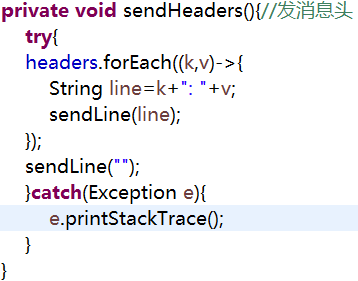 private void sendHeaders(){//发消息头
try{
headers.forEach((k,v)->{
String line=k+": "+v;
sendLine(line);
});
sendLine("");
}catch(Exception e){
e.printStackTrace();
}
}